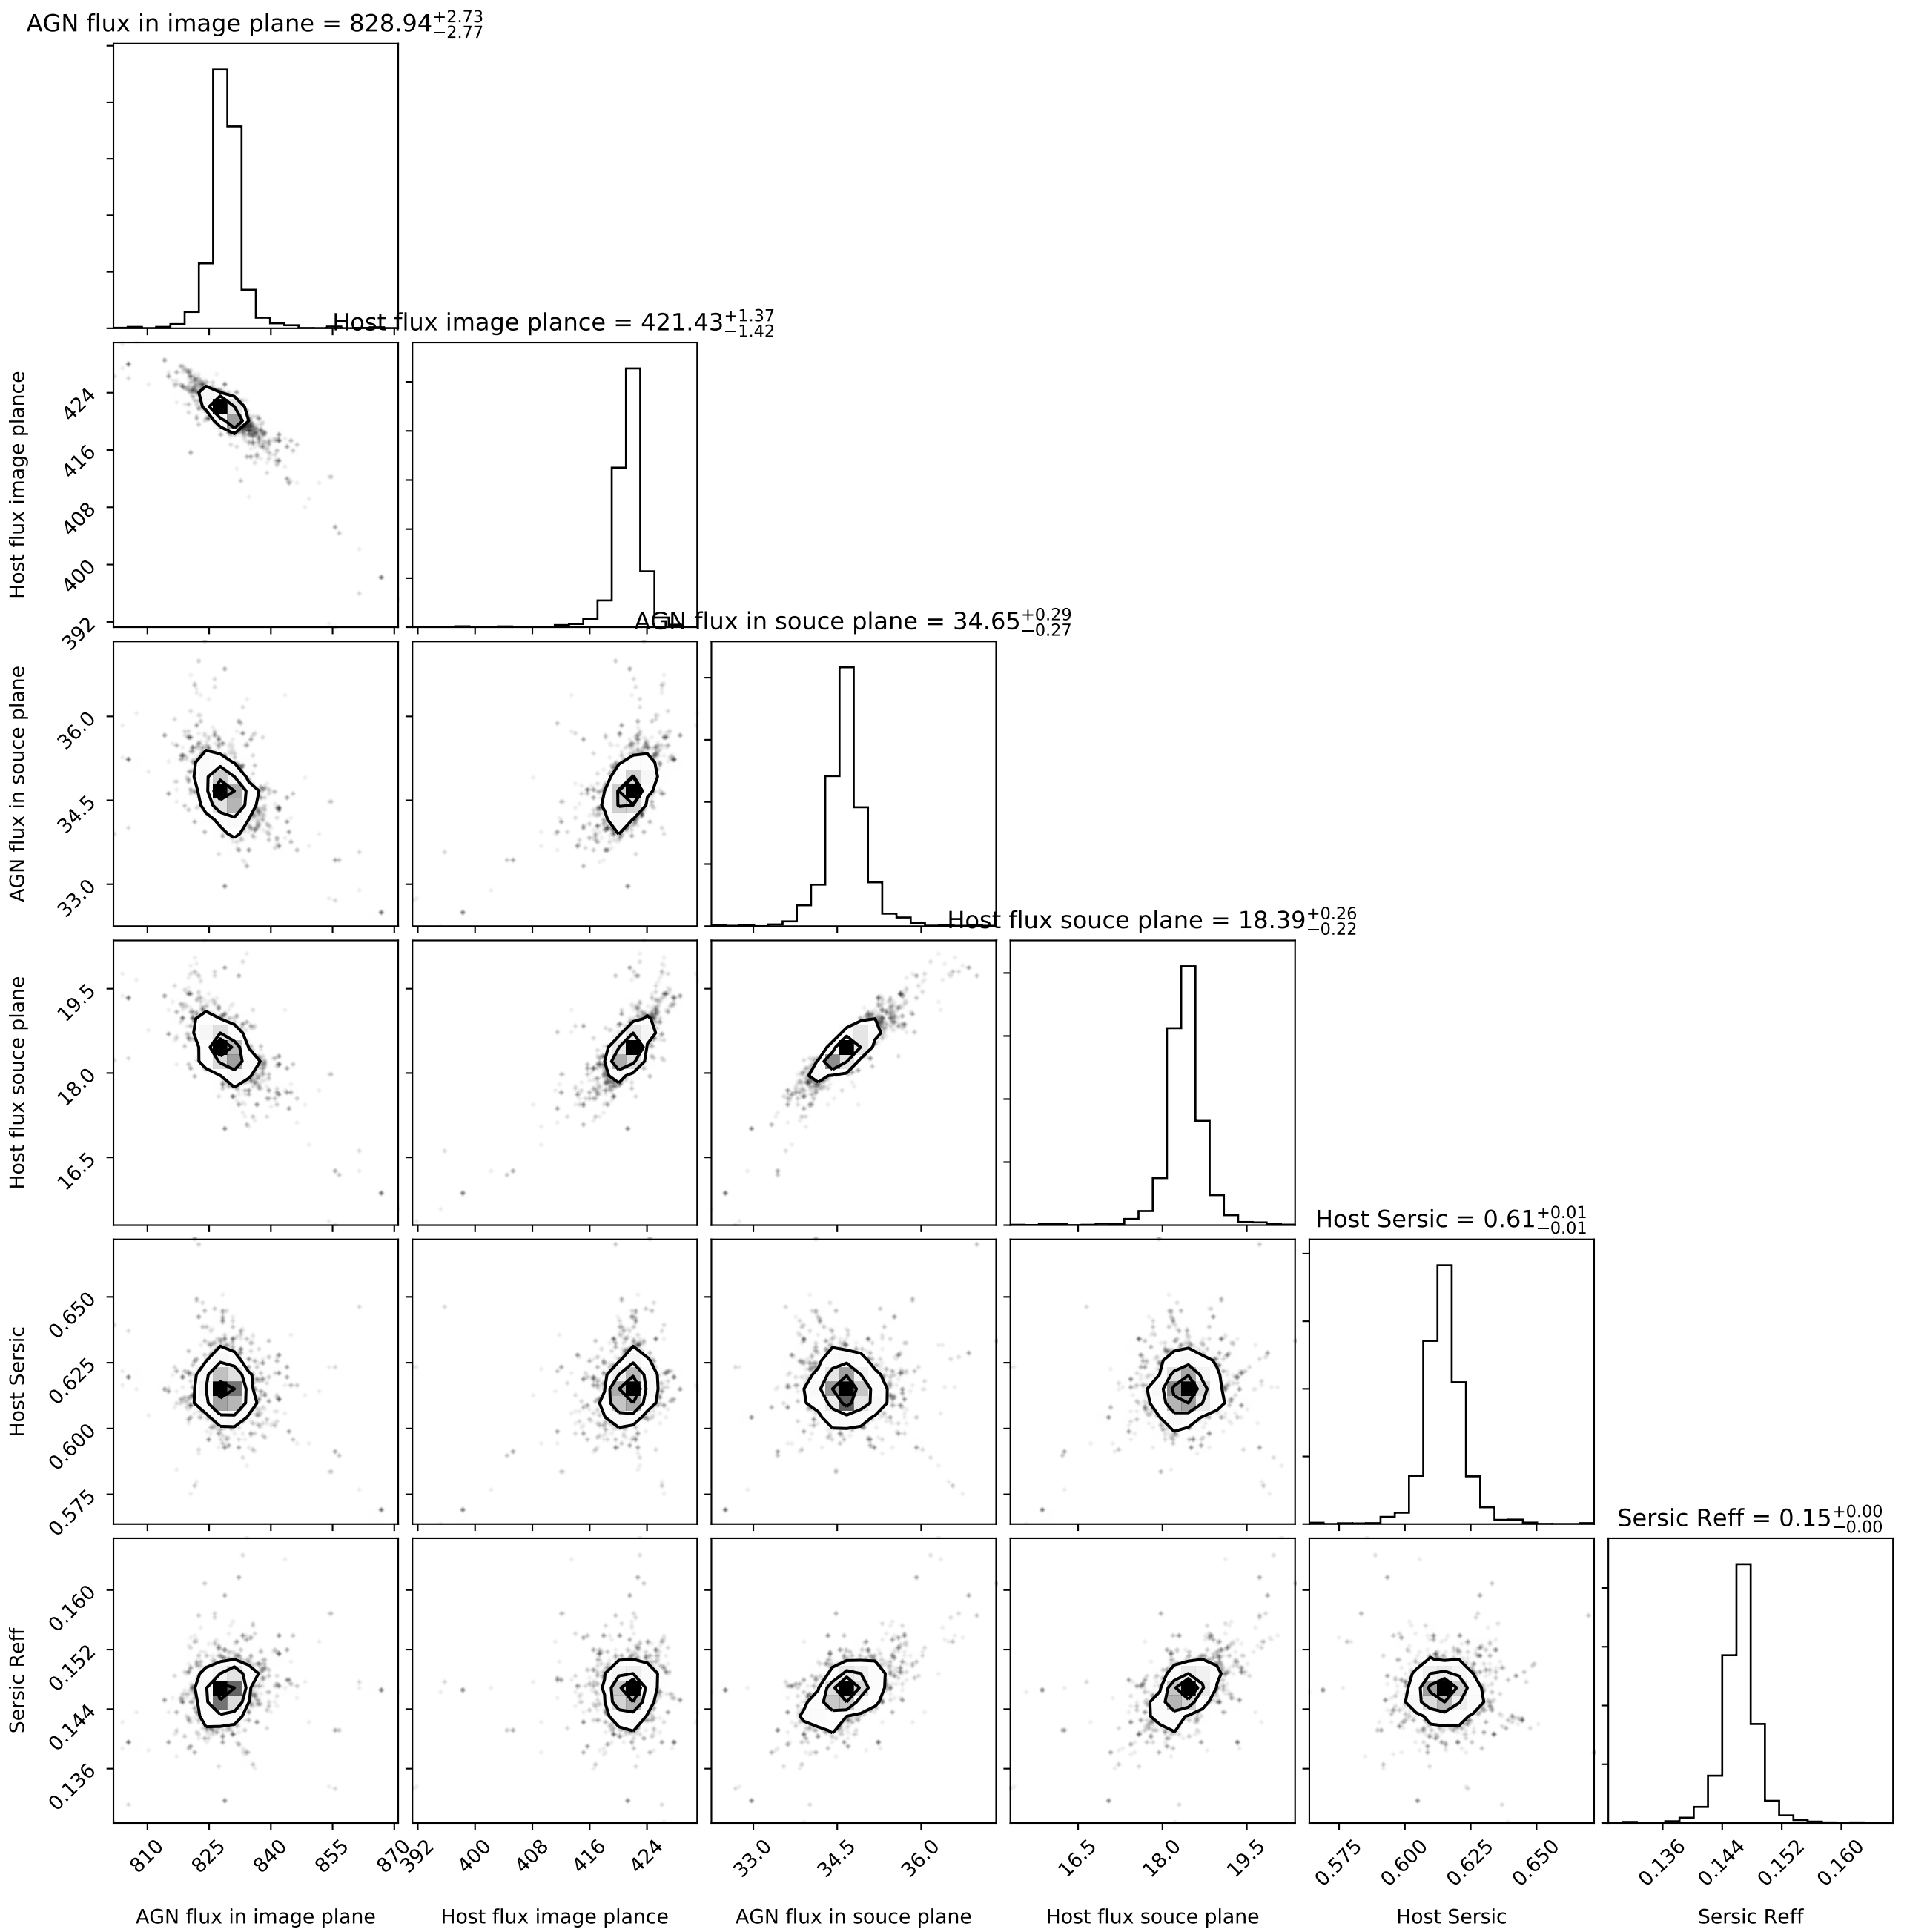 AGN flux in image plane = 828.94+2.73 −2.77
Host flux image plance = 421.43+1.37 −1.42
Host flux image plance
424
416
408
400
392
AGN flux in souce plane = 34.65+0.29 −0.27
AGN flux in souce plane
36.0
34.5
33.0
Host flux souce plane = 18.39+0.26 −0.22
Host flux souce plane
19.5
18.0
16.5
Host Sersic = 0.61+0.01 −0.01
Host Sersic
0.650
0.625
0.600
0.575
Sersic Reff = 0.15+0.00 −0.00
Sersic Reff
0.160
0.152
0.144
0.136
810 825 840 855 870 392 400 408 416 424 33.0 34.5 36.0 16.5 18.0 19.5 0.575 0.600 0.625 0.650 0.136 0.144 0.152 0.160
AGN flux in image plane Host flux image plance AGN flux in souce plane Host flux souce plane Host Sersic Sersic Reff